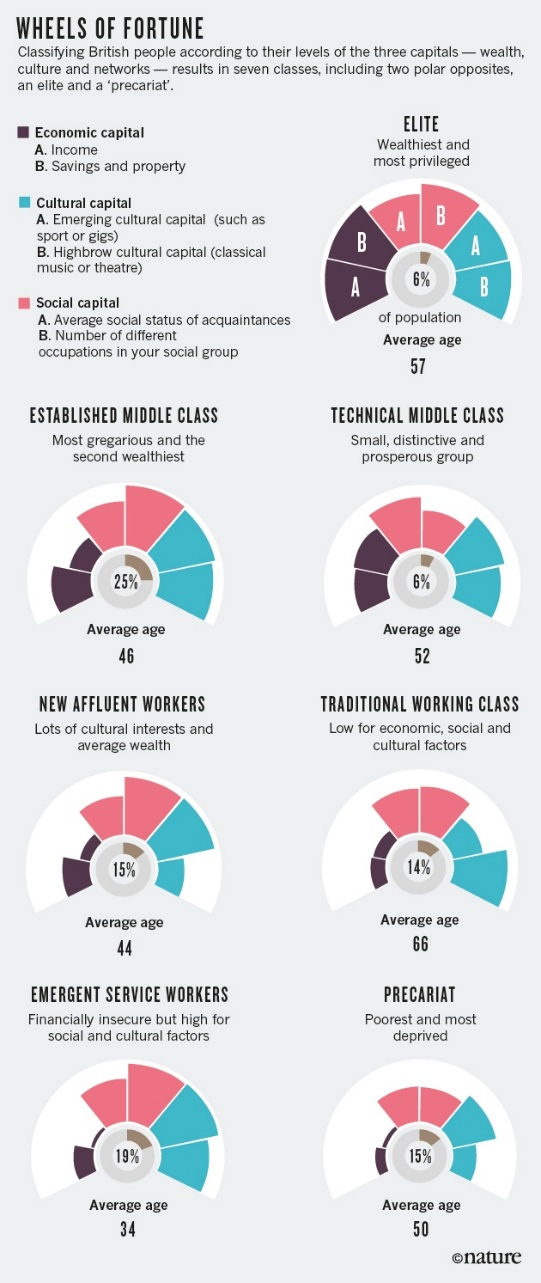 WHEELS OF FORTUNE
Classifying British people according to their levels of the three capitals — wealth,
culture and networks — results in seven classes, including two polar opposites,
an elite and a ‘precariat’.
Economic capital
A. Income
B. Savings and property
Cultural capital
A. Emerging cultural capital (such as
sport or gigs)
B. Highbrow cultural capital (classical
music or theatre)
Social capital
A. Average social status of acquaintances
B. Number of different
occupations in your social group
ELITE
Wealthiest and
most privileged
A
B
A
B
A
B
6%
of population
Average age
57
ESTABLISHED MIDDLE CLASS
Most gregarious and the
second wealthiest
25%
Average age
46
TECHNICAL MIDDLE CLASS
Small, distinctive and
prosperous group
6%
Average age
52
NEW AFFLUENT WORKERS
Lots of cultural interests and
average wealth
15%
Average age
44
TRADITIONAL WORKING CLASS
Low for economic, social and
cultural factors
14%
Average age
66
EMERGENT SERVICE WORKERS
Financially insecure but high for
social and cultural factors
19%
Average age
34
PRECARIAT
Poorest and most
deprived
15%
Average age
50
©nature